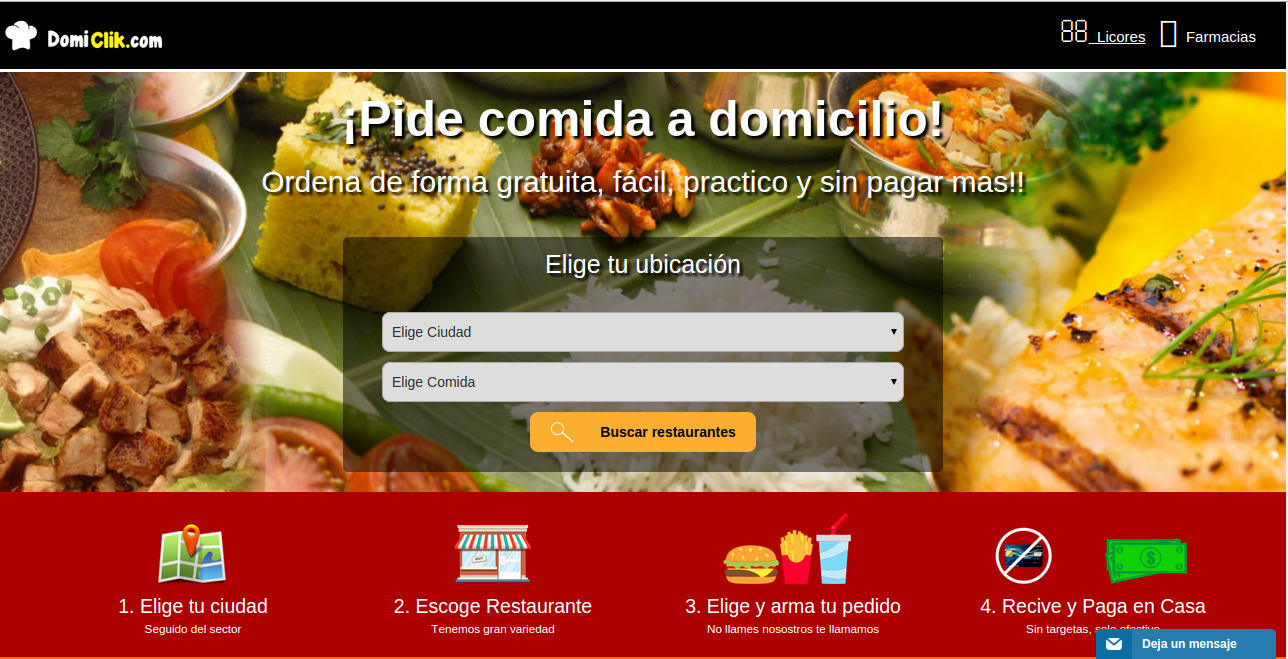 DomiClik.com
Licores Farmacias
¡Pide comida a domicilio!
Ordena de forma gratuita, fácil, practico y sin pagar mas!!
Elige tu ubicación
Elige Ciudad
Elige Comida
Buscar restaurantes
1. Elige tu ciudad
Seguido del sector
2. Escoge Restaurante
Tenemos gran variedad
3. Elige y arma tu pedido
No llames nosostros te llamamos
4. Recive y Paga en Casa
Sin targetas, solo efectivo
Deja un mensaje